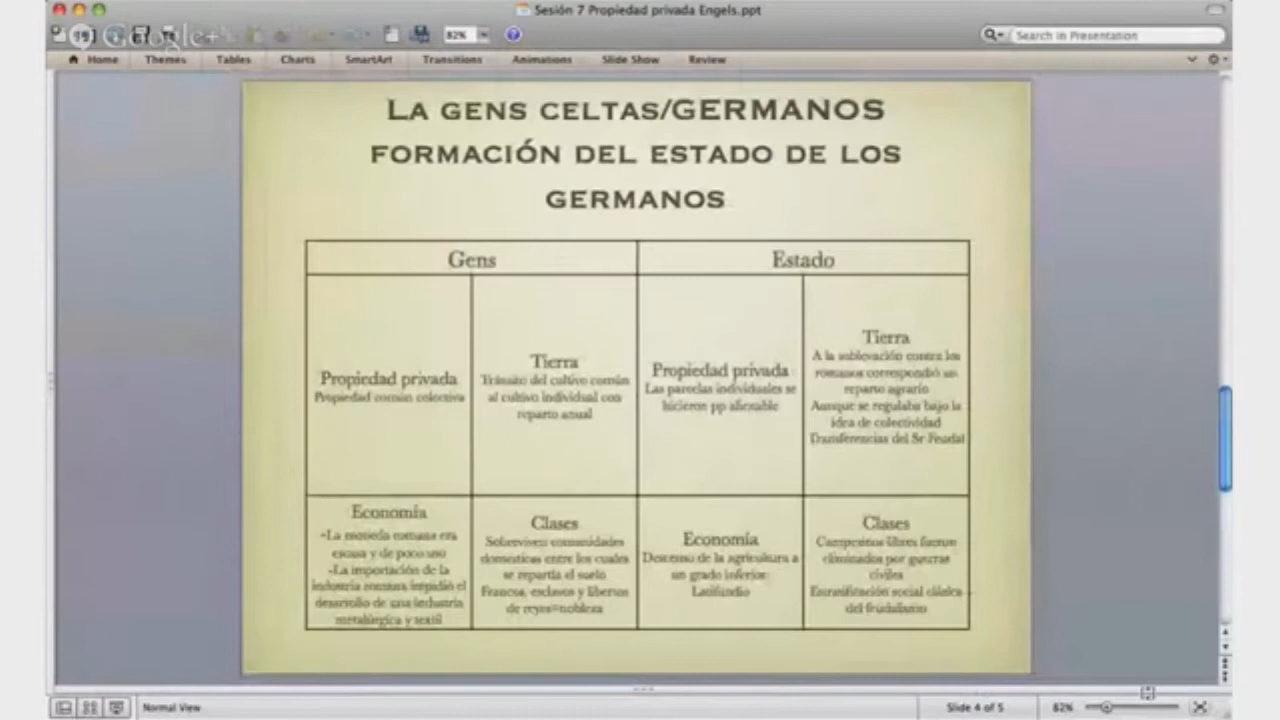 Sesión 7 Propiedad privada Engels.ppt
Google+
82%
Search in Presentation
Home Themes Tables Charts SmartArt Transitions Animations Slide Show Review
LA GENS CELTAS/GERMANOS
FORMACIÓN DEL ESTADO DE LOS
GERMANOS
Gens
Estado
Propiedad privada
Propiedad común colectiva
Tierra
Tránsito del cultivo común
al cultivo individual con
reparto anual
Propiedad privada
Las parcelas individuales se
hicieron pp alienable
Tierra
A la sublevación contra los
romanos correspondió un
reparto agrario
Aunque se regulaba bajo la
idea de colectividad
Transferencias del Sr Feudal
Economía
-La moneda romana era
escasa y de poco uso
-La importación de la
industria romana impidió el
desarrollo de una industria
metalúrgica y textil
Clases
Sobreviven comunidades
domésticas entre los cuales
se repartía el suelo
Francos, esclavos y libertos
de reyes=nobleza
Economía
Descenso de la agricultura a
un grado inferior
Latifundio
Clases
Campesinos libres fueron
eliminados por guerras
civiles
Estratificación social clásica
del feudalismo
Normal View
Slide 4 of 5
82%